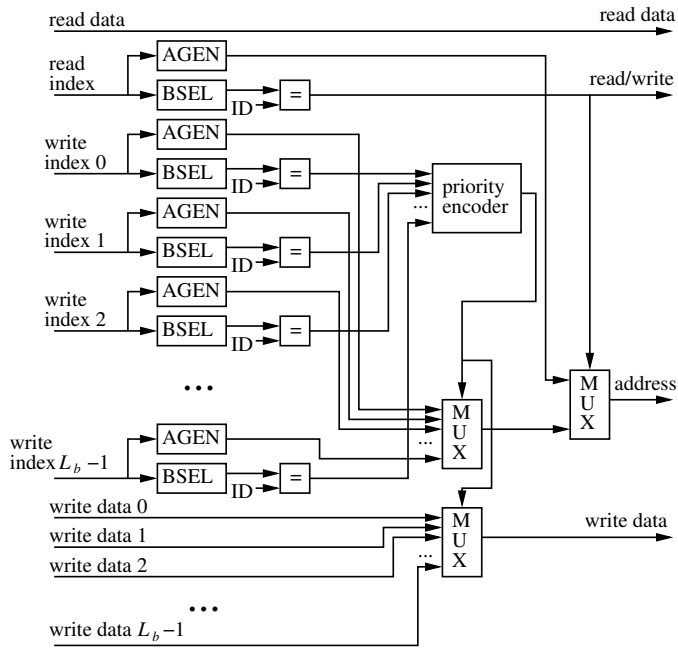 read data
read data
AGEN
read
index
BSEL
ID
=
read/write
AGEN
write
index 0
BSEL
ID
=
priority
encoder
...
AGEN
write
index 1
BSEL
ID
=
AGEN
write
index 2
BSEL
ID
=
...
M
U
X
address
M
U
X
...
AGEN
write
index L_b −1
BSEL
ID
=
write data 0
write data 1
write data 2
M
U
X
...
write data
...
write data L_b −1